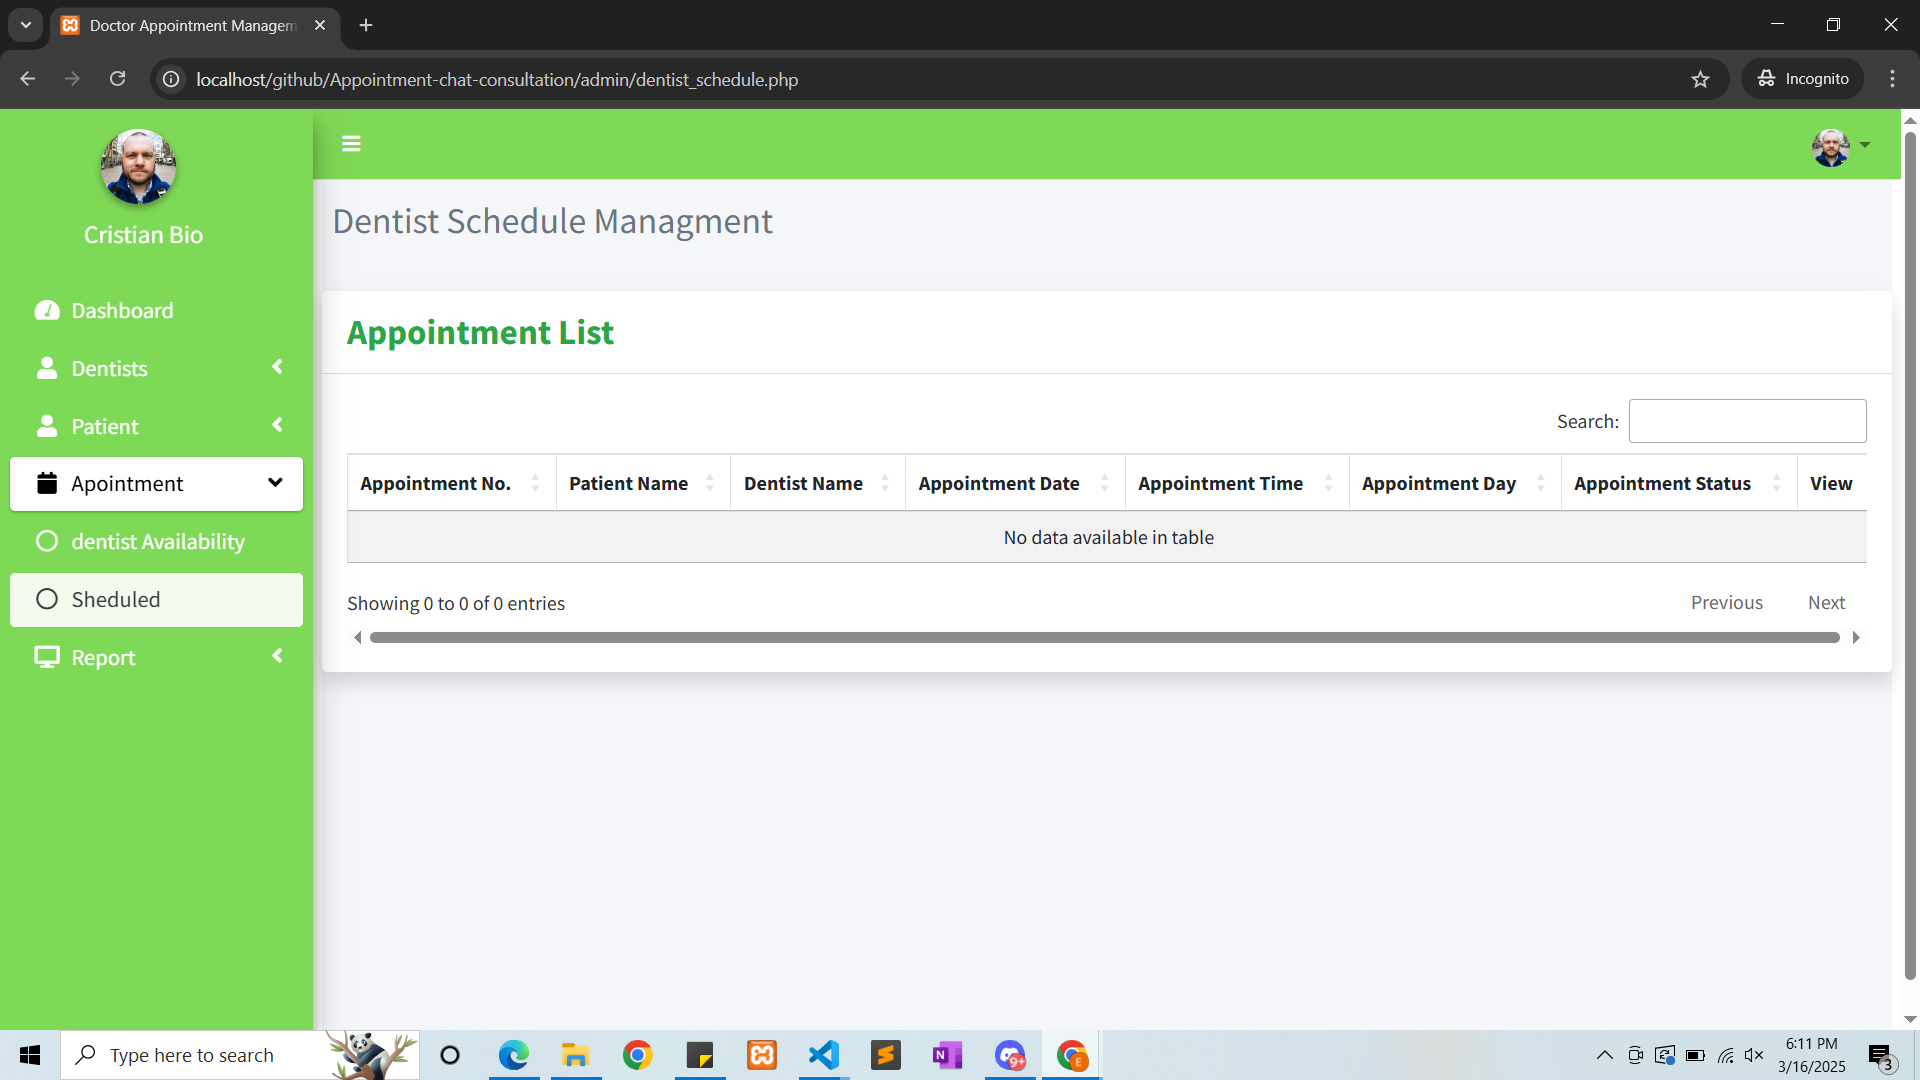 Doctor Appointment Managem
localhost/github/Appointment-chat-consultation/admin/dentist_schedule.php
Incognito
Cristian Bio
Dashboard
Dentists
Patient
Apointment
dentist Availability
Sheduled
Report
Dentist Schedule Managment
Appointment List
Search:
Appointment No. Patient Name Dentist Name Appointment Date Appointment Time Appointment Day Appointment Status View
No data available in table
Showing 0 to 0 of 0 entries
Previous Next
Type here to search
N
9+
E
6:11 PM
3/16/2025
3